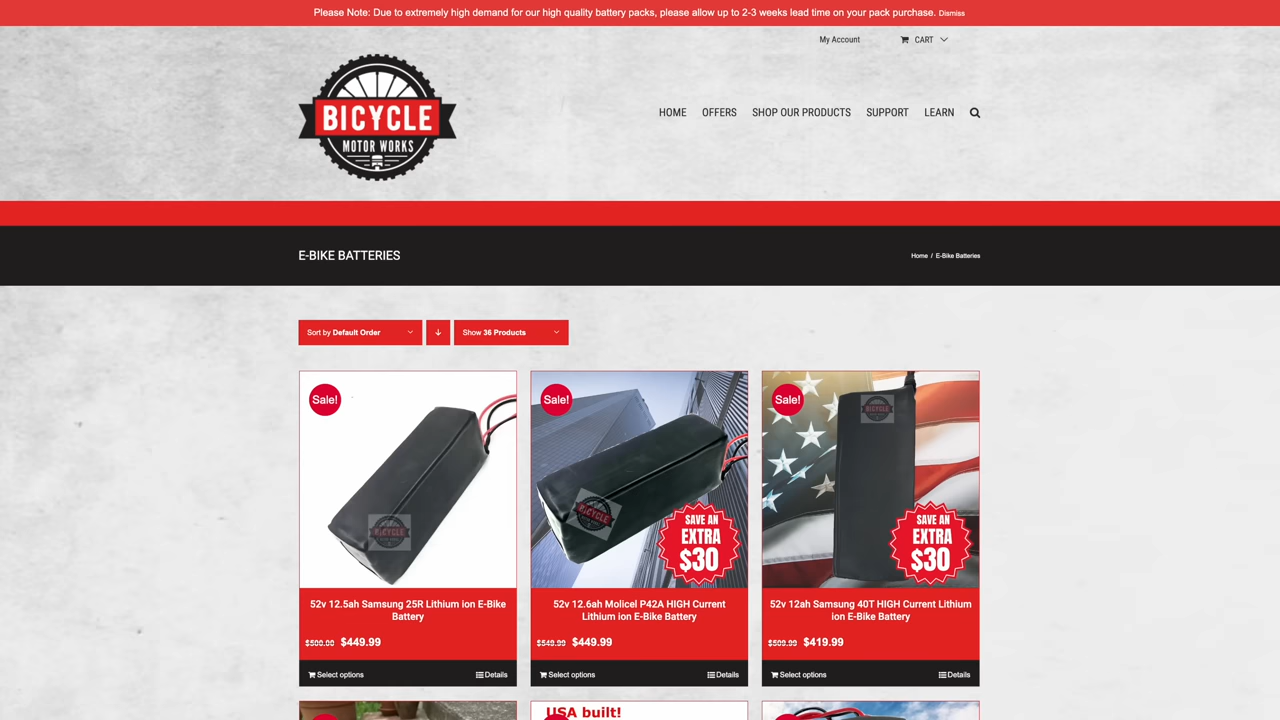 Please Note: Due to extremely high demand for our high quality battery packs, please allow up to 2-3 weeks lead time on your pack purchase. Dismiss
My Account CART
BICYCLE
MOTOR WORKS
HOME OFFERS SHOP OUR PRODUCTS SUPPORT LEARN
E-BIKE BATTERIES
Home / E-Bike Batteries
Sort by Default Order
Show 36 Products
Sale!
BICYCLE
52v 12.5ah Samsung 25R Lithium ion E-Bike
Battery
$500.00 $449.99
Select options Details
Sale!
BICYCLE
SAVE AN
EXTRA
$30
52v 12.6ah Molicel P42A HIGH Current
Lithium ion E-Bike Battery
$549.99 $449.99
Select options Details
Sale!
BICYCLE
SAVE AN
EXTRA
$30
52v 12ah Samsung 40T HIGH Current Lithium
ion E-Bike Battery
$509.99 $419.99
Select options Details
USA built!